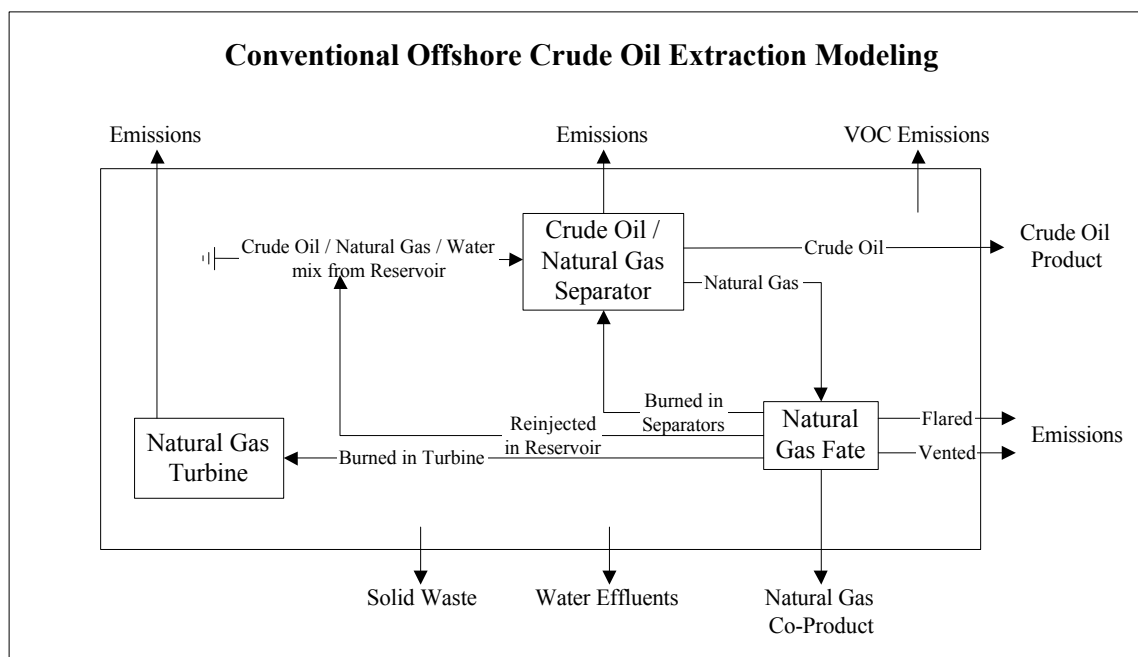 Conventional Offshore Crude Oil Extraction Modeling
Emissions
Emissions
VOC Emissions
Crude Oil / Natural Gas / Water
mix from Reservoir
Crude Oil /
Natural Gas
Separator
Crude Oil
Crude Oil
Product
Natural Gas
Burned in
Separators
Natural
Gas Fate
Flared
Vented
Emissions
Reinjected
in Reservoir
Natural Gas
Turbine
Burned in Turbine
Solid Waste
Water Effluents
Natural Gas
Co-Product